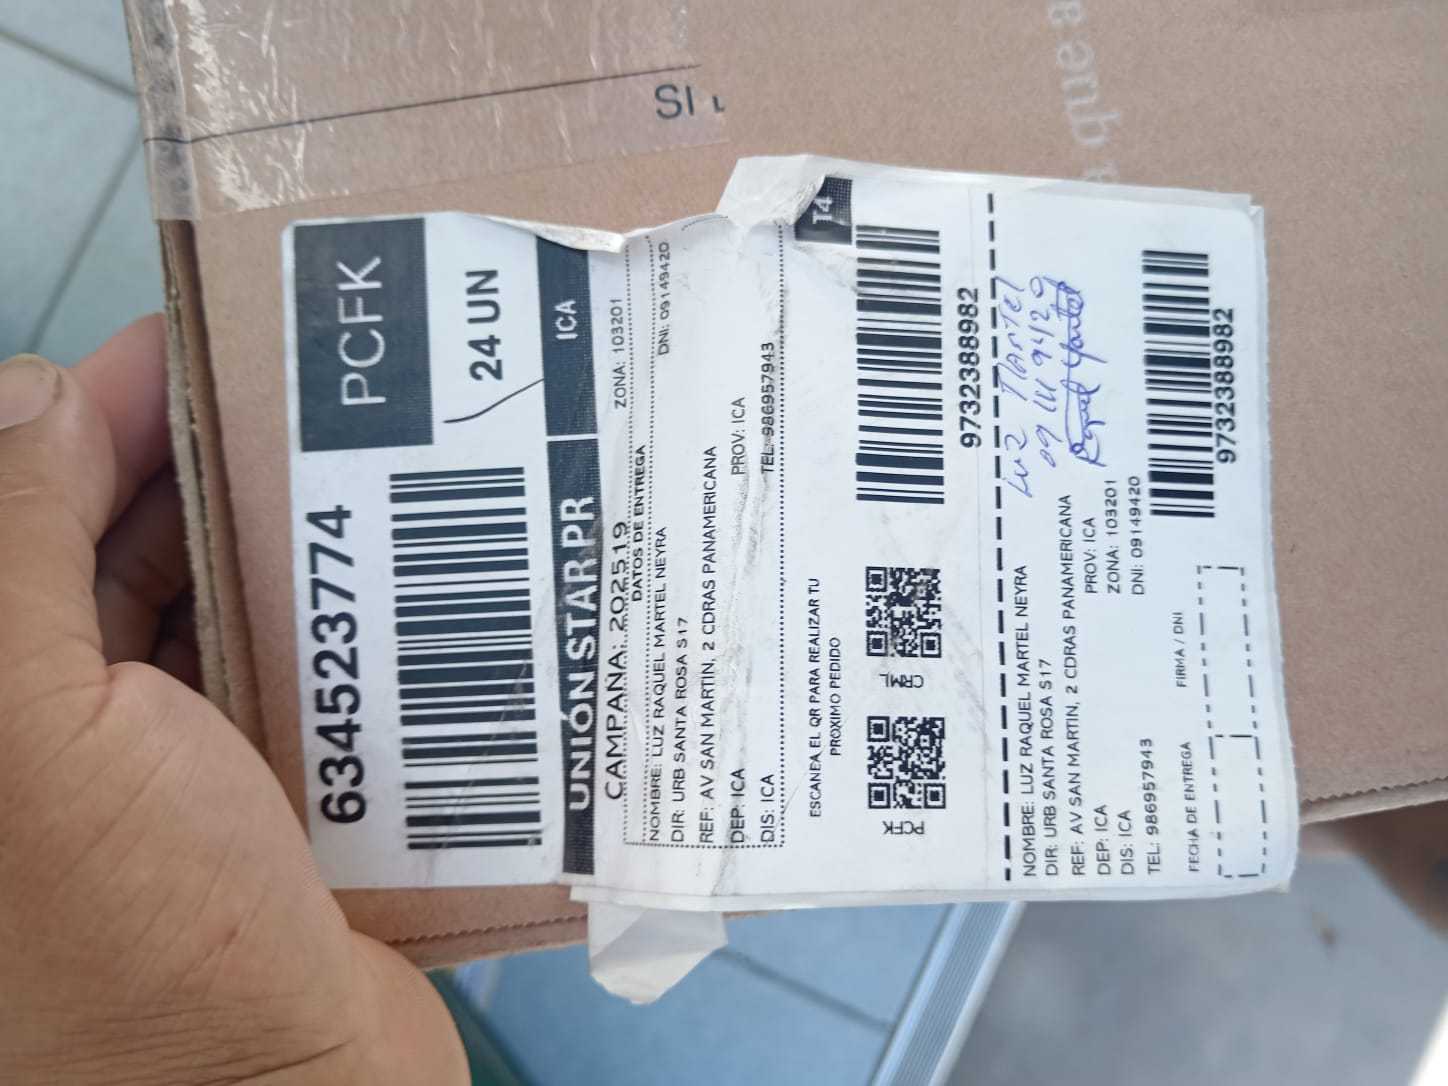 PCFK
24 UN
6344523774
UNIÓN STAR PR ICA
CAMPAÑA: 202519 ZONA: 103201
DATOS DE ENTREGA
NOMBRE: LUZ RAQUEL MARTEL NEYRA DNI: 09149420
DIR: URB SANTA ROSA S17
REF: AV SAN MARTIN, 2 CDRAS PANAMERICANA
DEP: ICA PROV: ICA
DIS: ICA TEL: 986957943
T4
ESCANEA EL QR PARA REALIZAR TU
PROXIMO PEDIDO
PCFK CRML
9732388982
Luz Martel
NOMBRE: LUZ RAQUEL MARTEL NEYRA
DIR: URB SANTA ROSA S17
REF: AV SAN MARTIN, 2 CDRAS PANAMERICANA
DEP: ICA PROV: ICA
DIS: ICA ZONA: 103201
TEL: 986957943 DNI: 09149420
FECHA DE ENTREGA FIRMA / DNI
9732388982
que a